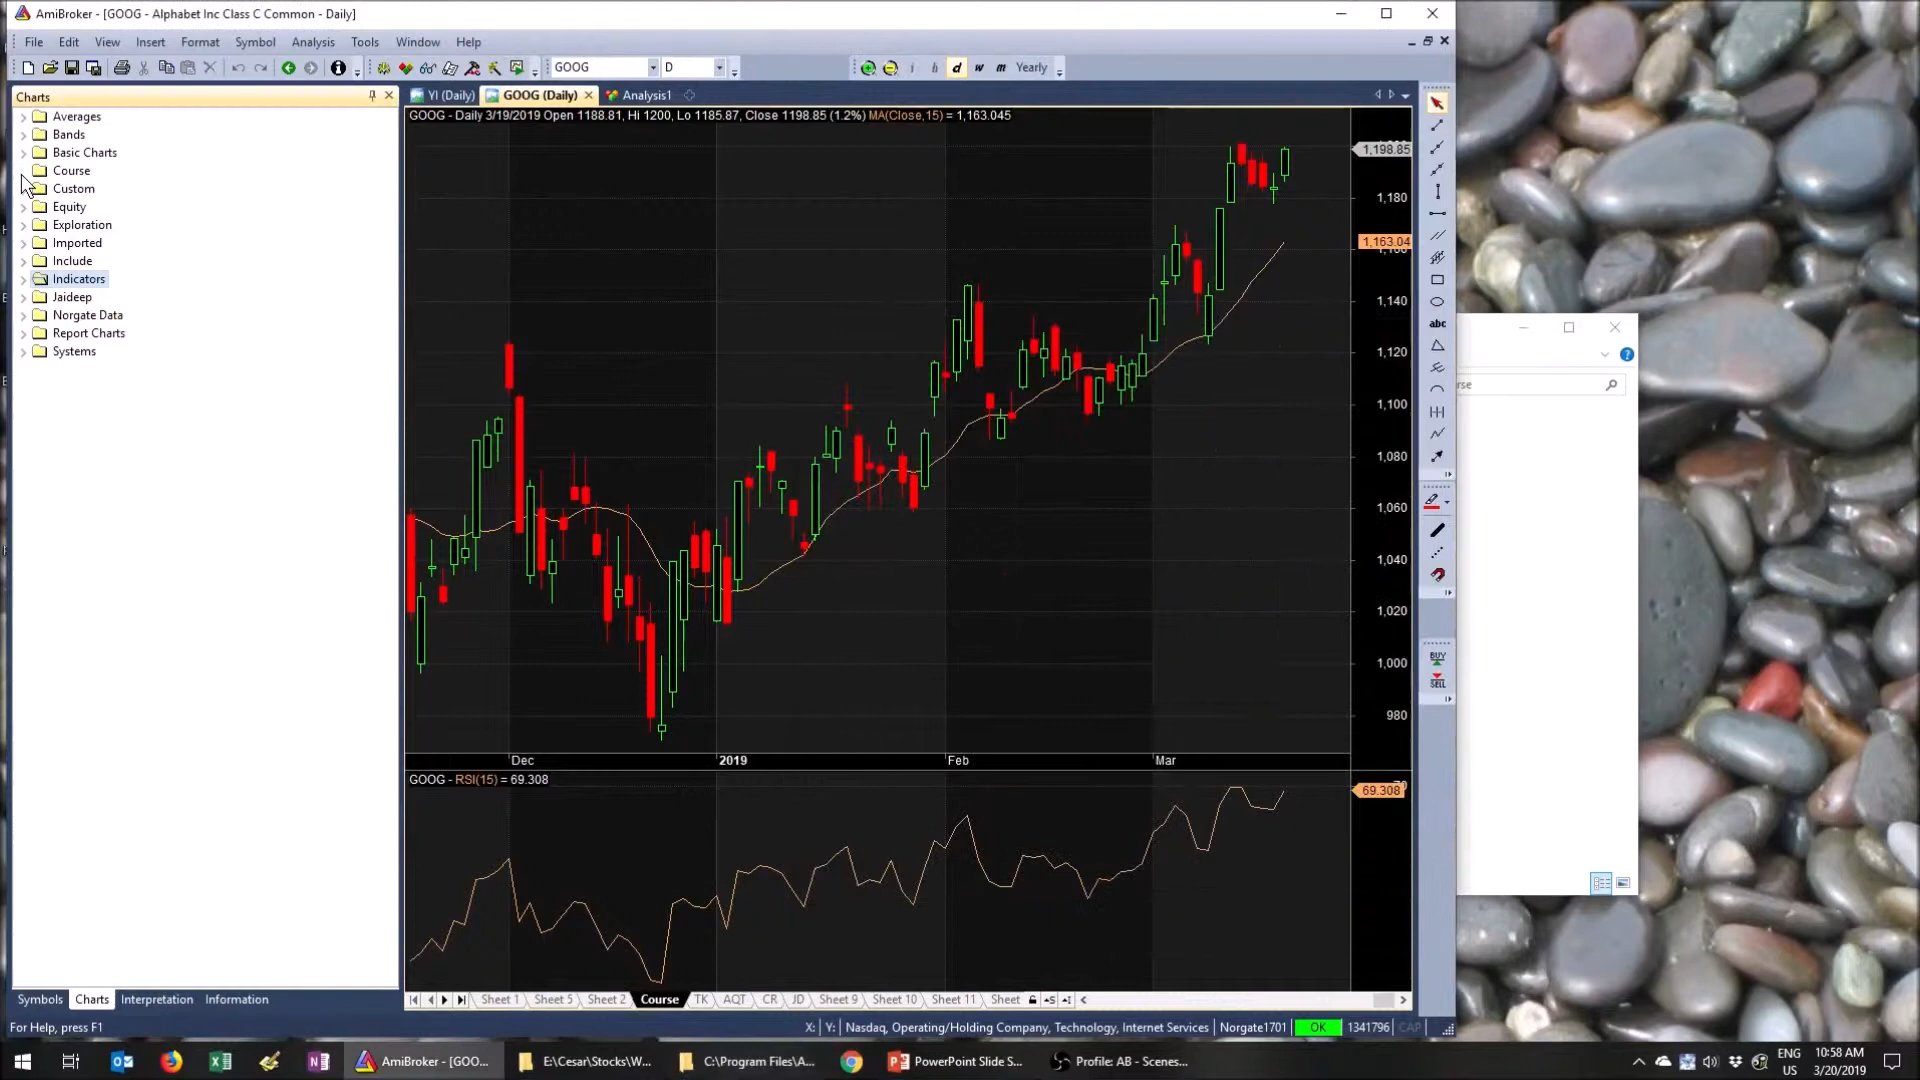 AmiBroker - [GOOG - Alphabet Inc Class C Common - Daily]
File Edit View Insert Format Symbol Analysis Tools Window Help
GOOG D i h d w m Yearly
Charts
YI (Daily) GOOG (Daily) Analysis1
Averages
Bands
Basic Charts
Course
Custom
Equity
Exploration
Imported
Include
Indicators
Jaideep
Norgate Data
Report Charts
Systems
GOOG - Daily 3/19/2019 Open 1188.81, Hi 1200, Lo 1185.87, Close 1198.85 (1.2%) MA(Close,15) = 1,163.045
1,198.85
1,180
1,163.04
1,140
1,120
1,100
1,080
1,060
1,040
1,020
1,000
980
Dec 2019 Feb Mar
GOOG - RSI(15) = 69.308
69.308
abc
BUY
SELL
Symbols Charts Interpretation Information
Sheet 1 Sheet 5 Sheet 2 Course TK AQT CR JD Sheet 9 Sheet 10 Sheet 11 Sheet
For Help, press F1
X: Y: Nasdaq, Operating/Holding Company, Technology, Internet Services Norgate1701 OK 1341796 CAP
AmiBroker - [GOO... E:\Cesar\Stocks\W... C:\Program Files\A... PowerPoint Slide S... Profile: AB - Scenes...
ENG
US
10:58 AM
3/20/2019